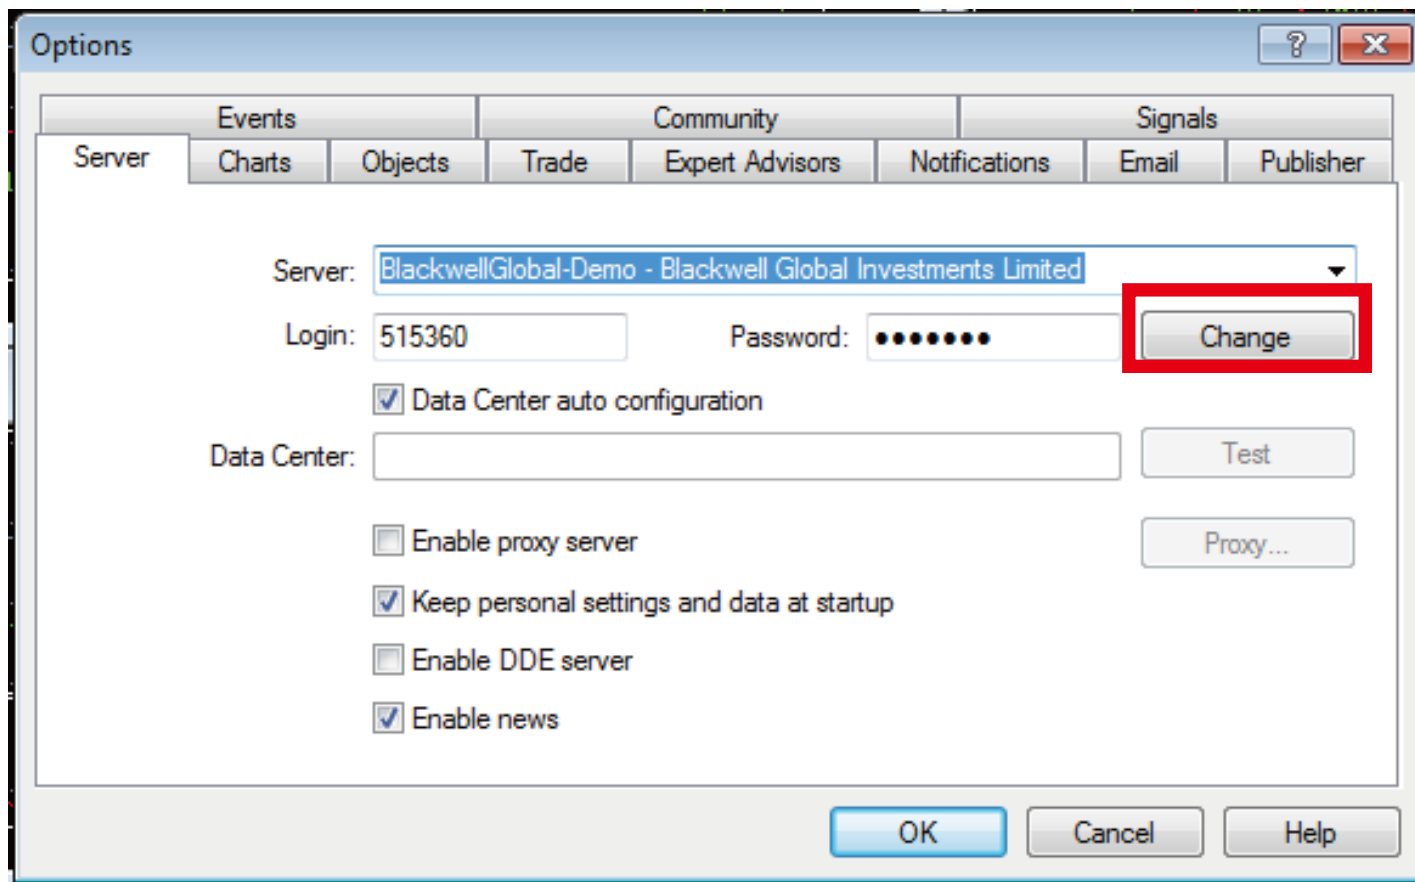 Options
Events Community Signals
Server Charts Objects Trade Expert Advisors Notifications Email Publisher
Server: BlackwellGlobal-Demo - Blackwell Global Investments Limited
Login: 515360 Password: ●●●●●●● Change
Data Center auto configuration
Data Center: Test
Enable proxy server Proxy...
Keep personal settings and data at startup
Enable DDE server
Enable news
OK Cancel Help